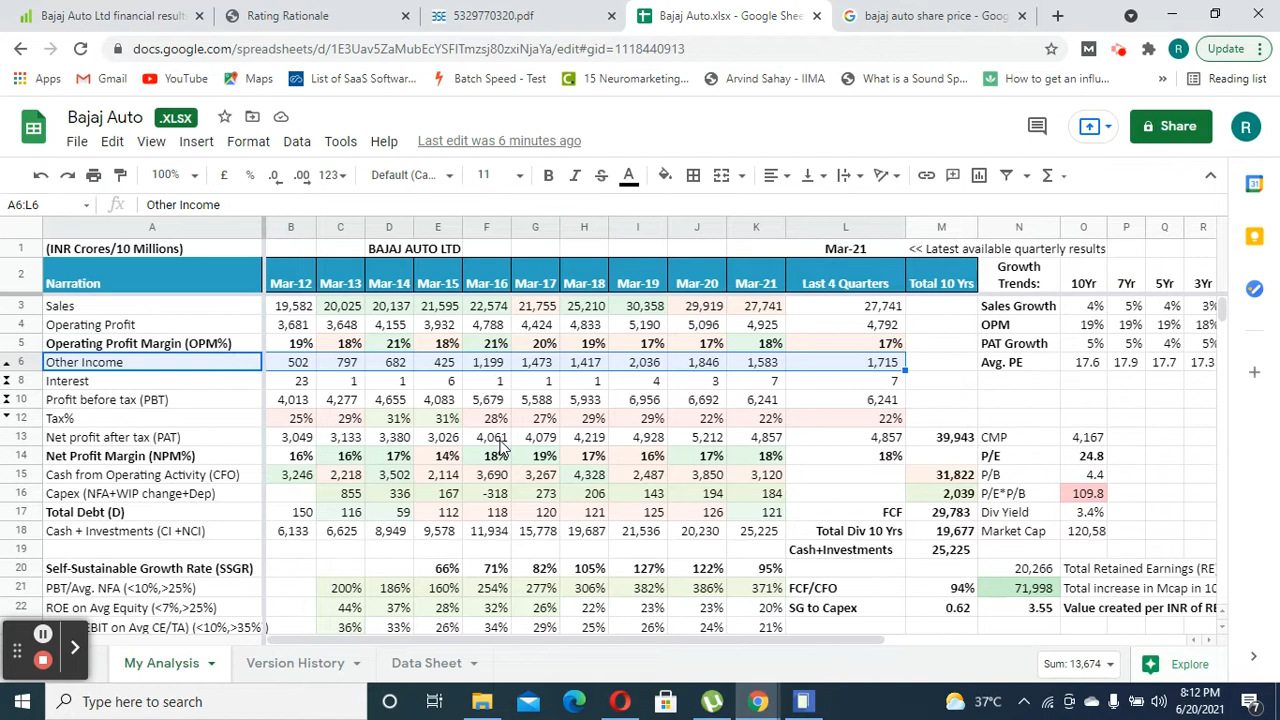 Bajaj Auto Ltd financial results
Rating Rationale
5329770320.pdf
Bajaj Auto.xlsx - Google Shee
bajaj auto share price - Goog
docs.google.com/spreadsheets/d/1E3Uav5ZaMubEcYSFITmzsj80zxiNjaYa/edit#gid=1118440913
Update
Apps Gmail YouTube Maps List of SaaS Softwar... Batch Speed - Test 15 Neuromarketing... Arvind Sahay - IIMA What is a Sound Sp... How to get an influ... Reading list
Bajaj Auto .XLSX
File Edit View Insert Format Data Tools Help Last edit was 6 minutes ago
Share
R
100% £ .0 .00 123 Default (Ca... 11 B I S A
A6:L6 fx Other Income
A B C D E F G H I J K L M N O P Q R
1 (INR Crores/10 Millions) BAJAJ AUTO LTD Mar-21 << Latest available quarterly results
2 Narration Mar-12 Mar-13 Mar-14 Mar-15 Mar-16 Mar-17 Mar-18 Mar-19 Mar-20 Mar-21 Last 4 Quarters Total 10 Yrs Growth Trends: 10Yr 7Yr 5Yr 3Yr
3 Sales 19,582 20,025 20,137 21,595 22,574 21,755 25,210 30,358 29,919 27,741 27,741 Sales Growth 4% 5% 4% 3%
4 Operating Profit 3,681 3,648 4,155 3,932 4,788 4,424 4,833 5,190 5,096 4,925 4,792 OPM 19% 19% 19% 18%
5 Operating Profit Margin (OPM%) 19% 18% 21% 18% 21% 20% 19% 17% 17% 18% 17% PAT Growth 5% 5% 4% 5%
6 Other Income 502 797 682 425 1,199 1,473 1,417 2,036 1,846 1,583 1,715 Avg. PE 17.6 17.9 17.7 17.3
8 Interest 23 1 1 6 1 1 1 4 3 7 7
10 Profit before tax (PBT) 4,013 4,277 4,655 4,083 5,679 5,588 5,933 6,956 6,692 6,241 6,241
12 Tax% 25% 29% 31% 31% 28% 27% 29% 29% 22% 22% 22%
13 Net profit after tax (PAT) 3,049 3,133 3,380 3,026 4,061 4,079 4,219 4,928 5,212 4,857 4,857 39,943 CMP 4,167
14 Net Profit Margin (NPM%) 16% 16% 17% 14% 18% 19% 17% 16% 17% 18% 18% P/E 24.8
15 Cash from Operating Activity (CFO) 3,246 2,218 3,502 2,114 3,690 3,267 4,328 2,487 3,850 3,120 31,822 P/B 4.4
16 Capex (NFA+WIP change+Dep) 855 336 167 -318 273 206 143 194 184 2,039 P/E*P/B 109.8
17 Total Debt (D) 150 116 59 112 118 120 121 125 126 121 FCF 29,783 Div Yield 3.4%
18 Cash + Investments (CI +NCI) 6,133 6,625 8,949 9,578 11,934 15,778 19,687 21,536 20,230 25,225 Total Div 10 Yrs 19,677 Market Cap 120,58
19 Cash+Investments 25,225
20 Self-Sustainable Growth Rate (SSGR) 66% 71% 82% 105% 127% 122% 95% 20,266 Total Retained Earnings (RE
21 PBT/Avg. NFA (<10%,>25%) 200% 186% 160% 254% 277% 306% 382% 386% 371% FCF/CFO 94% 71,998 Total increase in Mcap in 10
22 ROE on Avg Equity (<7%,>25%) 44% 37% 28% 32% 26% 22% 23% 23% 20% SG to Capex 0.62 3.55 Value created per INR of RE
EBIT on Avg CE/TA) (<10%,>35%) 36% 33% 26% 34% 29% 25% 26% 24% 21%
My Analysis Version History Data Sheet Sum: 13,674 Explore
Type here to search
37°C
8:12 PM
6/20/2021